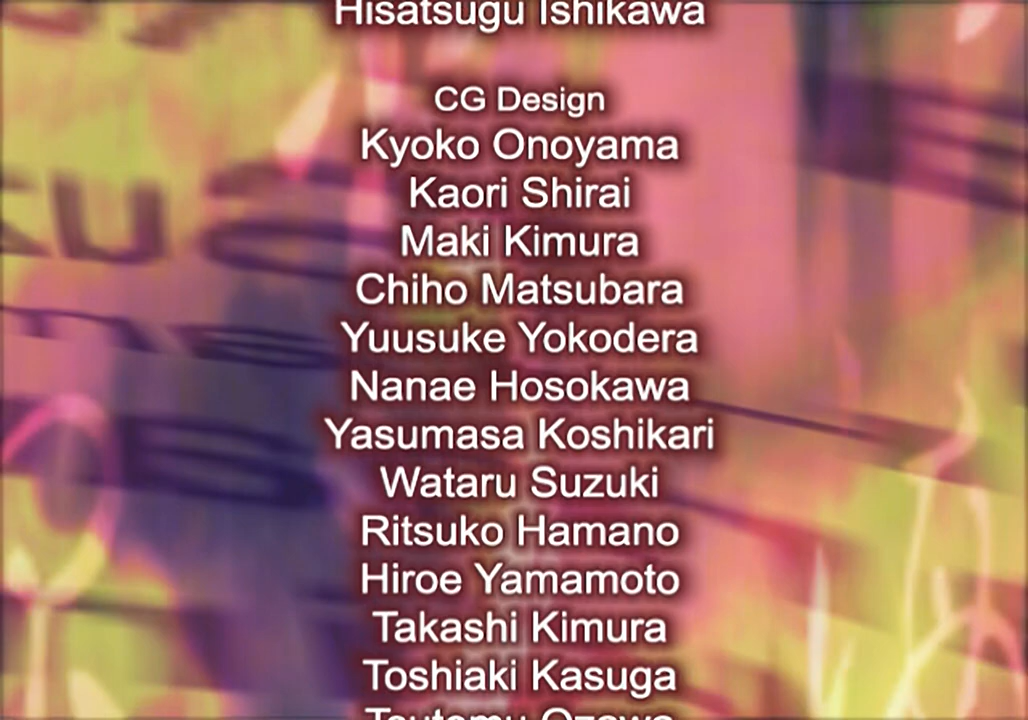 Hisatsugu Ishikawa
CG Design
Kyoko Onoyama
Kaori Shirai
Maki Kimura
Chiho Matsubara
Yuusuke Yokodera
Nanae Hosokawa
Yasumasa Koshikari
Wataru Suzuki
Ritsuko Hamano
Hiroe Yamamoto
Takashi Kimura
Toshiaki Kasuga